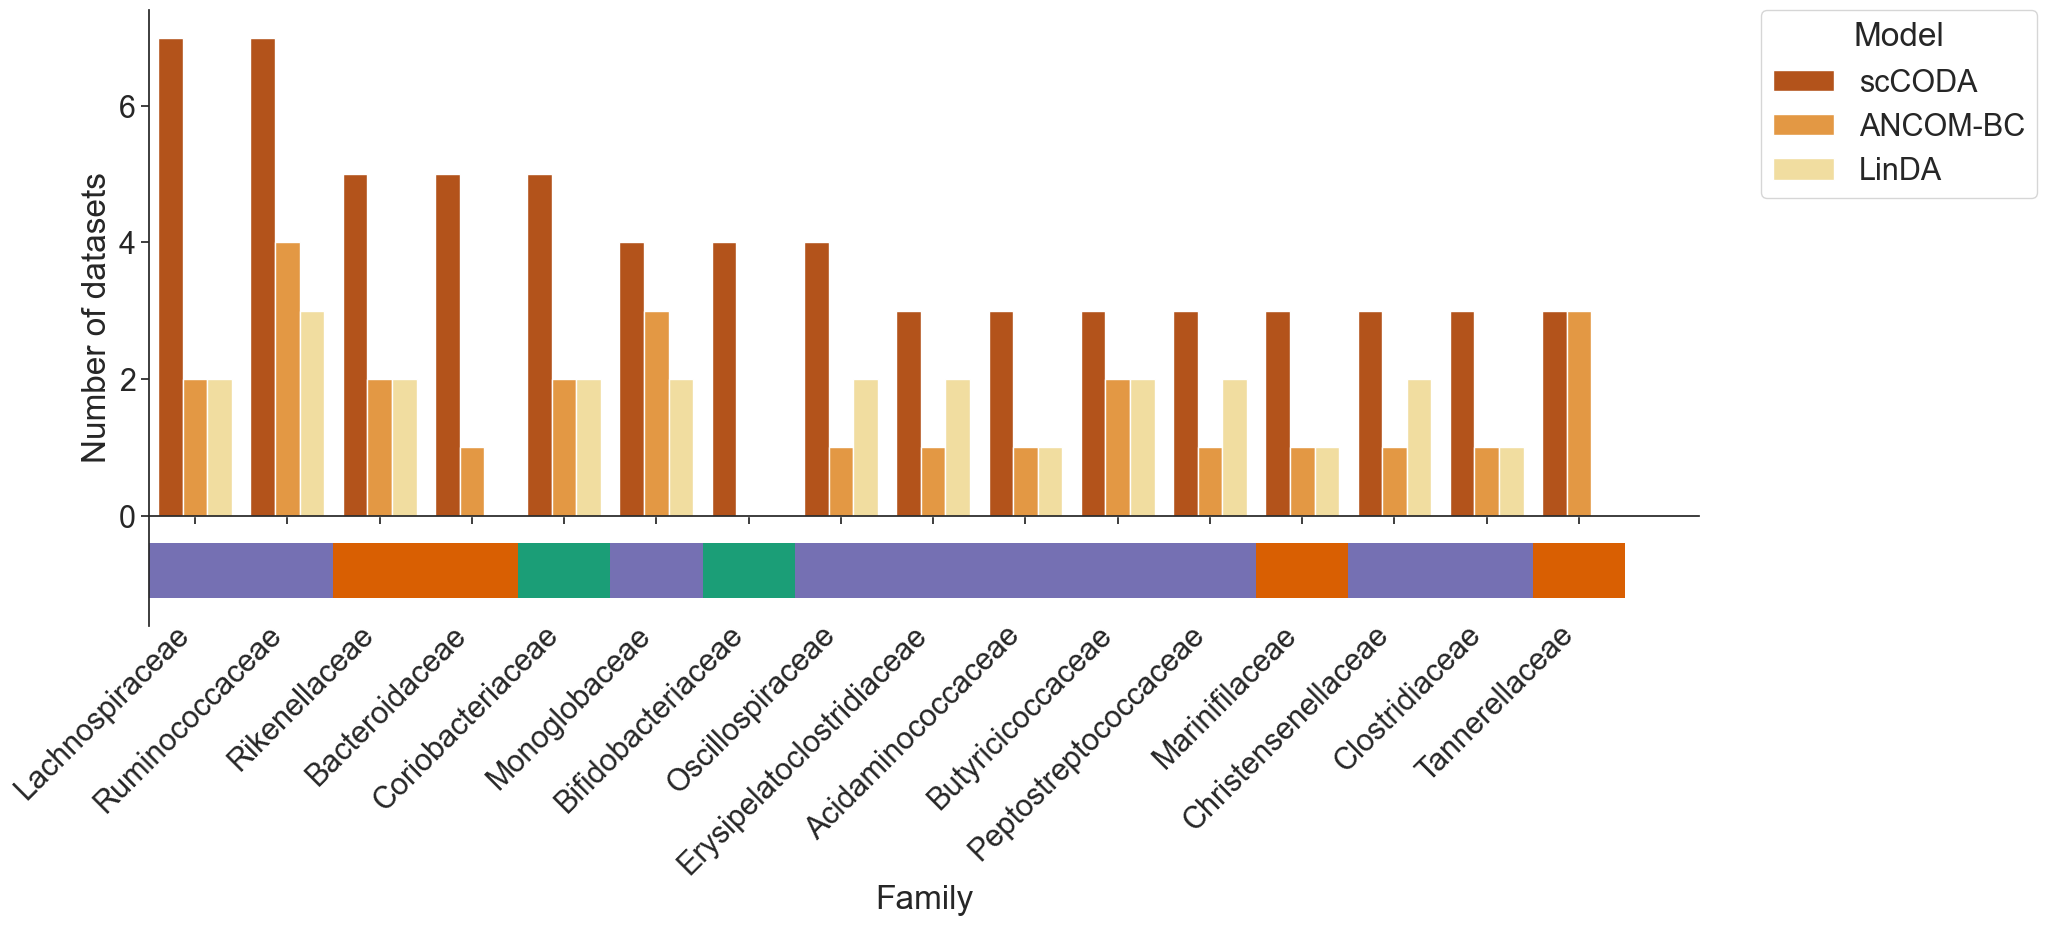 Model
scCODA
ANCOM-BC
LinDA
Number of datasets
6
4
2
0
Lachnospiraceae
Ruminococcaceae
Rikenellaceae
Bacteroidaceae
Coriobacteriaceae
Monoglobaceae
Bifidobacteriaceae
Oscillospiraceae
Erysipelatoclostridiaceae
Acidaminococcaceae
Butyricicoccaceae
Peptostreptococcaceae
Marinifilaceae
Christensenellaceae
Clostridiaceae
Tannerellaceae
Family